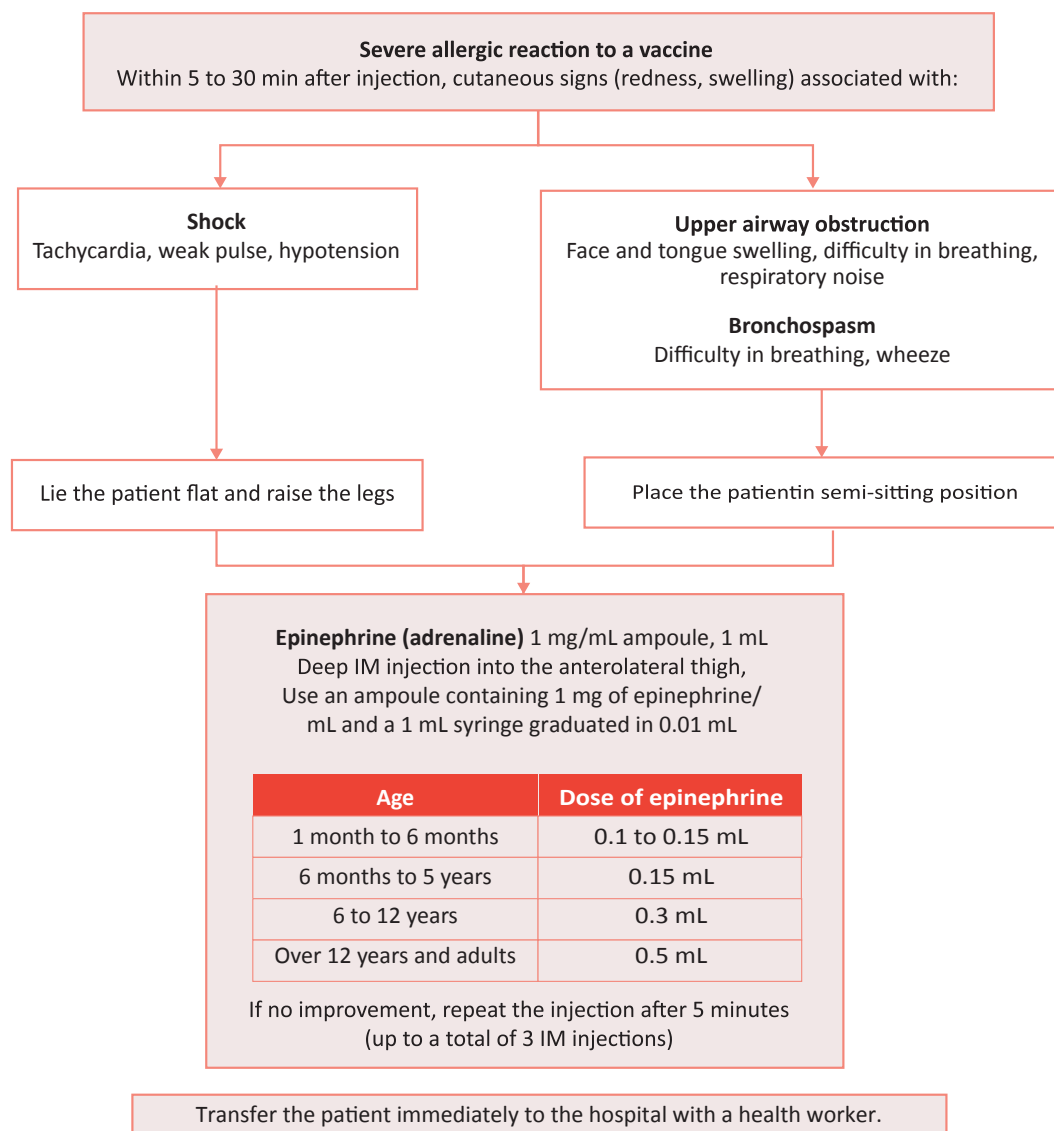 Severe allergic reaction to a vaccine
Within 5 to 30 min after injection, cutaneous signs (redness, swelling) associated with:
Shock
Tachycardia, weak pulse, hypotension
Upper airway obstruction
Face and tongue swelling, difficulty in breathing,
respiratory noise
Bronchospasm
Difficulty in breathing, wheeze
Lie the patient flat and raise the legs
Place the patientin semi-sitting position
Epinephrine (adrenaline) 1 mg/mL ampoule, 1 mL
Deep IM injection into the anterolateral thigh,
Use an ampoule containing 1 mg of epinephrine/
mL and a 1 mL syringe graduated in 0.01 mL
Age Dose of epinephrine
1 month to 6 months 0.1 to 0.15 mL
6 months to 5 years 0.15 mL
6 to 12 years 0.3 mL
Over 12 years and adults 0.5 mL
If no improvement, repeat the injection after 5 minutes
(up to a total of 3 IM injections)
Transfer the patient immediately to the hospital with a health worker.